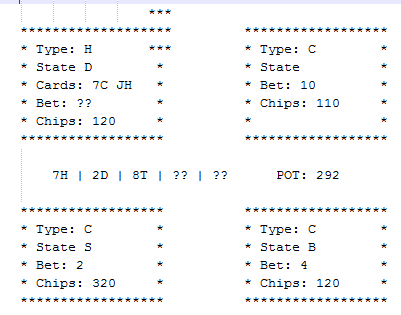 ***
******************* ******************
* Type: H *** * Type: C *
* State D * * State *
* Cards: 7C JH * * Bet: 10 *
* Bet: ?? * * Chips: 110 *
* Chips: 120 * * *
****************** ******************
7H | 2D | 8T | ?? | ?? POT: 292
****************** ******************
* Type: C * * Type: C *
* State S * * State B *
* Bet: 2 * * Bet: 4 *
* Chips: 320 * * Chips: 120 *
****************** ******************